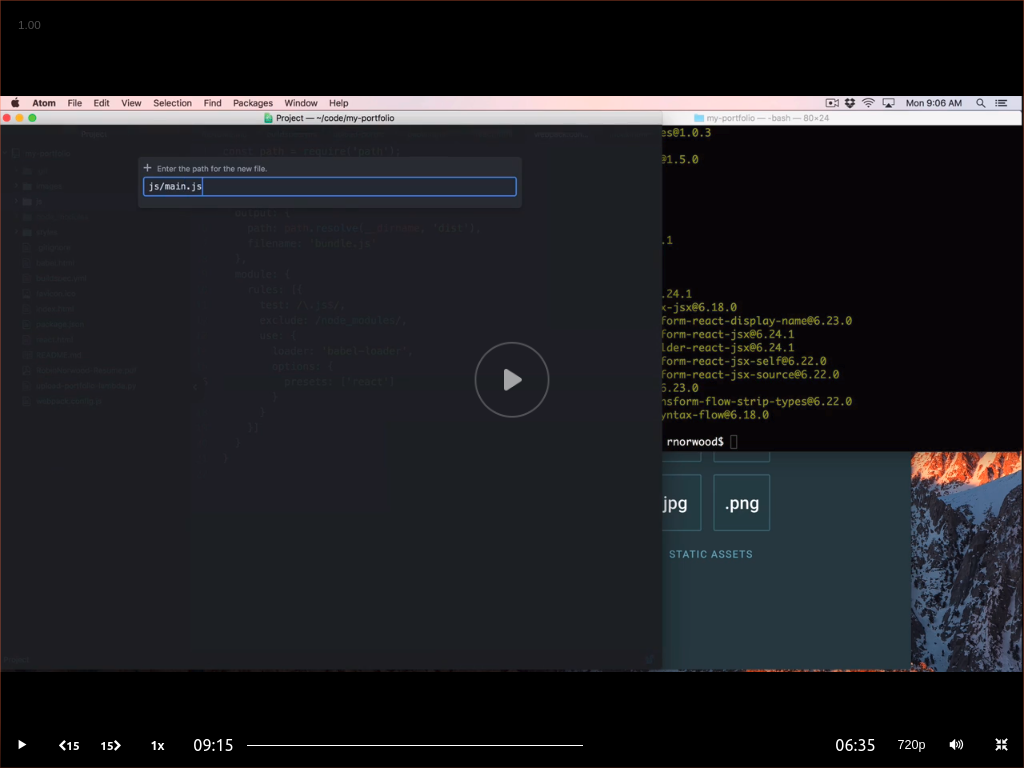 1.00
Atom File Edit View Selection Find Packages Window Help
Mon 9:06 AM
Project — ~/code/my-portfolio
my-portfolio — -bash — 80×24
Project
my-portfolio
const path = require('path');
Enter the path for the new file.
js/main.js
output: {
path: path.resolve(__dirname, 'dist'),
filename: 'bundle.js'
},
module: {
rules: [{
test: /\.js$/,
exclude: /node_modules/,
use: {
loader: 'babel-loader',
options: {
presets: ['react']
}
}
}]
}
}
es@1.0.3
@1.5.0
.1
.24.1
x-jsx@6.18.0
form-react-display-name@6.23.0
form-react-jsx@6.24.1
lder-react-jsx@6.24.1
form-react-jsx-self@6.22.0
form-react-jsx-source@6.22.0
6.23.0
nsform-flow-strip-types@6.22.0
yntax-flow@6.18.0
rnorwood$
jpg
.png
STATIC ASSETS
15
15
1x
09:15
06:35
720p